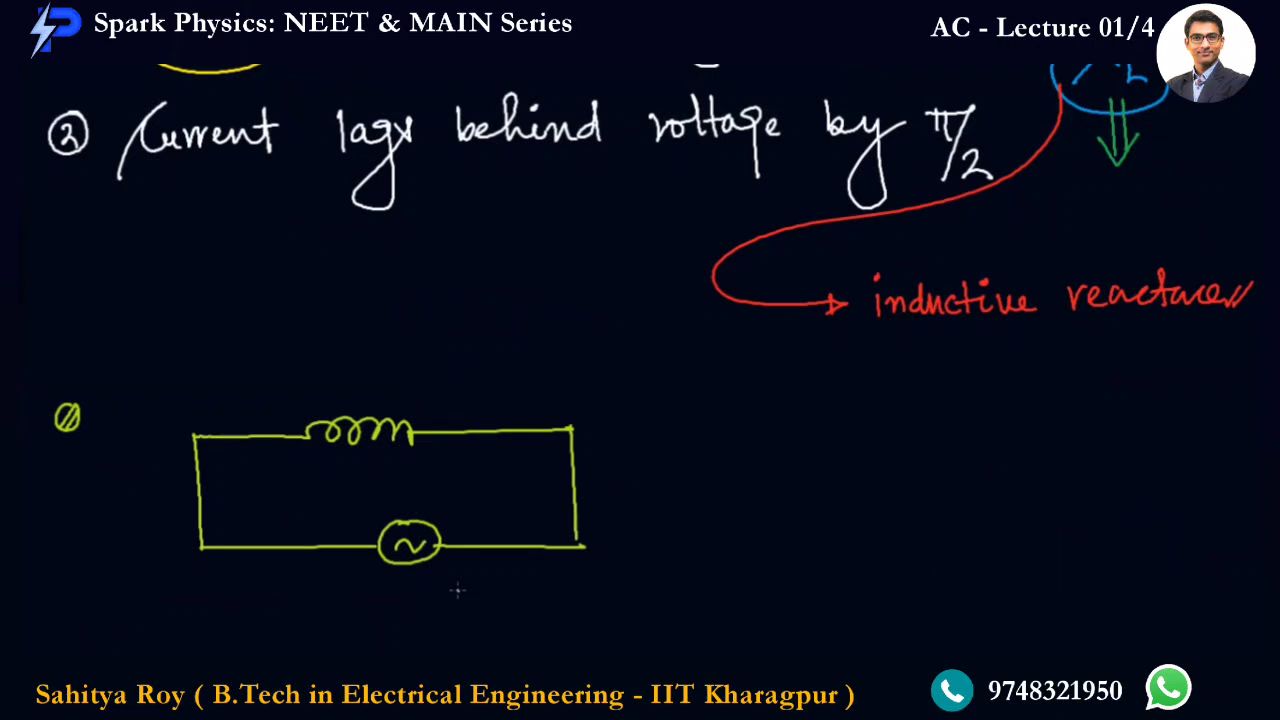 Spark Physics: NEET & MAIN Series
AC - Lecture 01/4
② Current lags behind voltage by π/2
inductive reactance
Sahitya Roy ( B.Tech in Electrical Engineering - IIT Kharagpur )
9748321950